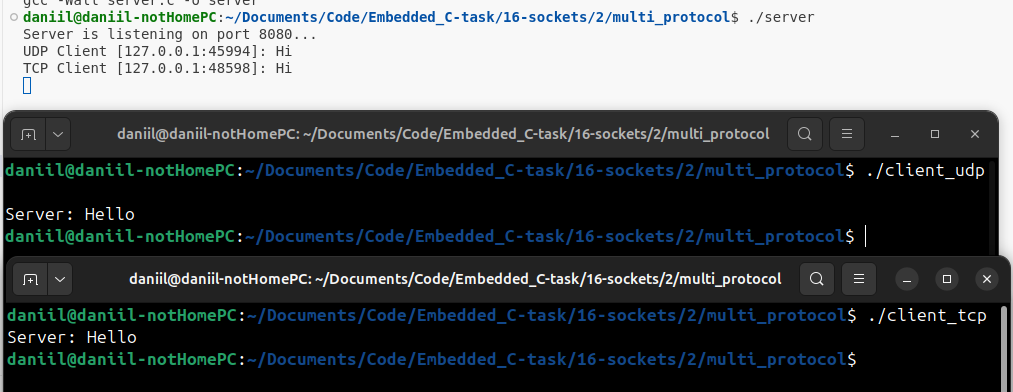 gcc -Wall server.c -o server
daniil@daniil-notHomePC:~/Documents/Code/Embedded_C-task/16-sockets/2/multi_protocol$ ./server
Server is listening on port 8080...
UDP Client [127.0.0.1:45994]: Hi
TCP Client [127.0.0.1:48598]: Hi
daniil@daniil-notHomePC: ~/Documents/Code/Embedded_C-task/16-sockets/2/multi_protocol
daniil@daniil-notHomePC:~/Documents/Code/Embedded_C-task/16-sockets/2/multi_protocol$ ./client_udp
Server: Hello
daniil@daniil-notHomePC:~/Documents/Code/Embedded_C-task/16-sockets/2/multi_protocol$
daniil@daniil-notHomePC: ~/Documents/Code/Embedded_C-task/16-sockets/2/multi_protocol
daniil@daniil-notHomePC:~/Documents/Code/Embedded_C-task/16-sockets/2/multi_protocol$ ./client_tcp
Server: Hello
daniil@daniil-notHomePC:~/Documents/Code/Embedded_C-task/16-sockets/2/multi_protocol$